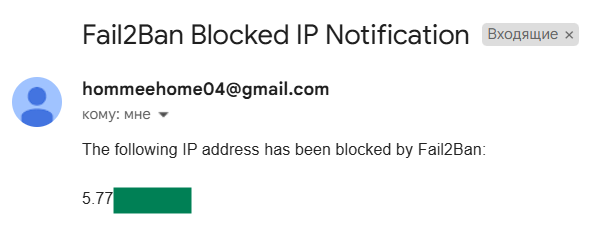 Fail2Ban Blocked IP Notification Входящие ×
hommeehome04@gmail.com
кому: мне
The following IP address has been blocked by Fail2Ban:
5.77